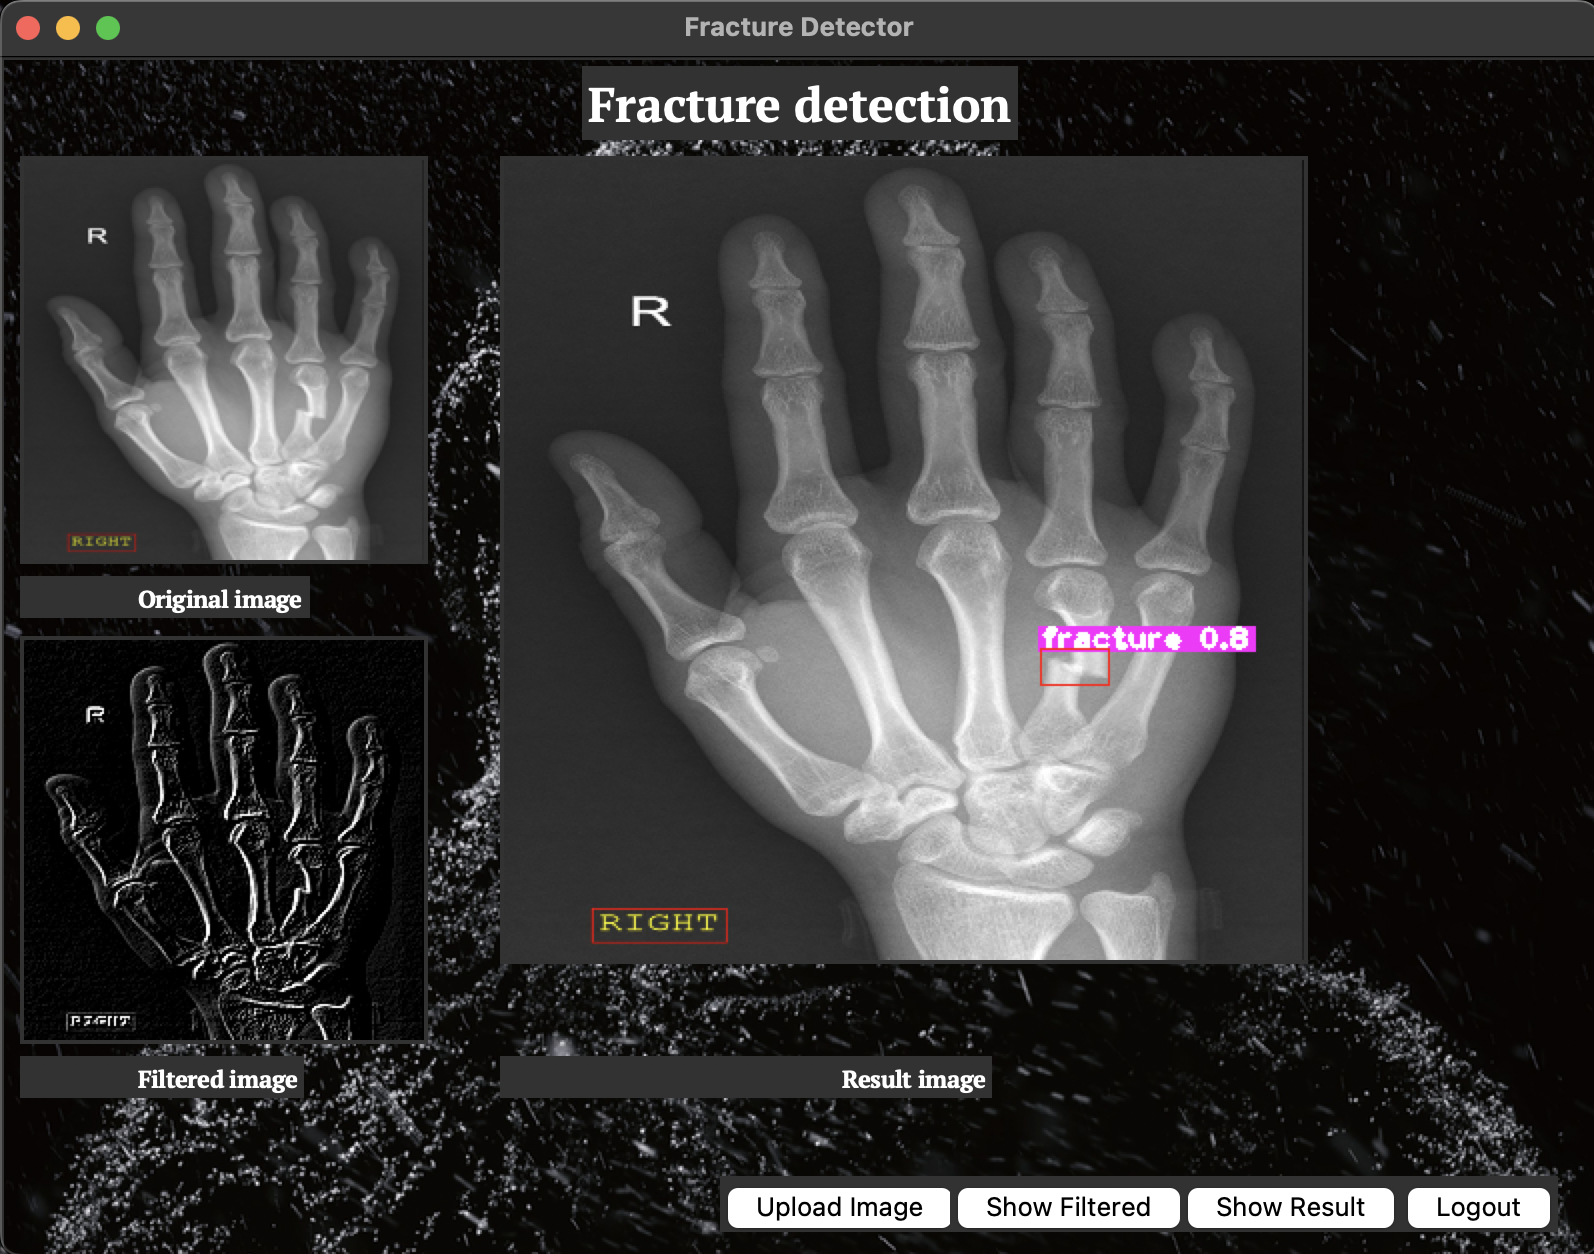 Fracture Detector
Fracture detection
R
RIGHT
Original image
R
RIGHT
Filtered image
R
fracture 0.8
RIGHT
Result image
Upload Image
Show Filtered
Show Result
Logout